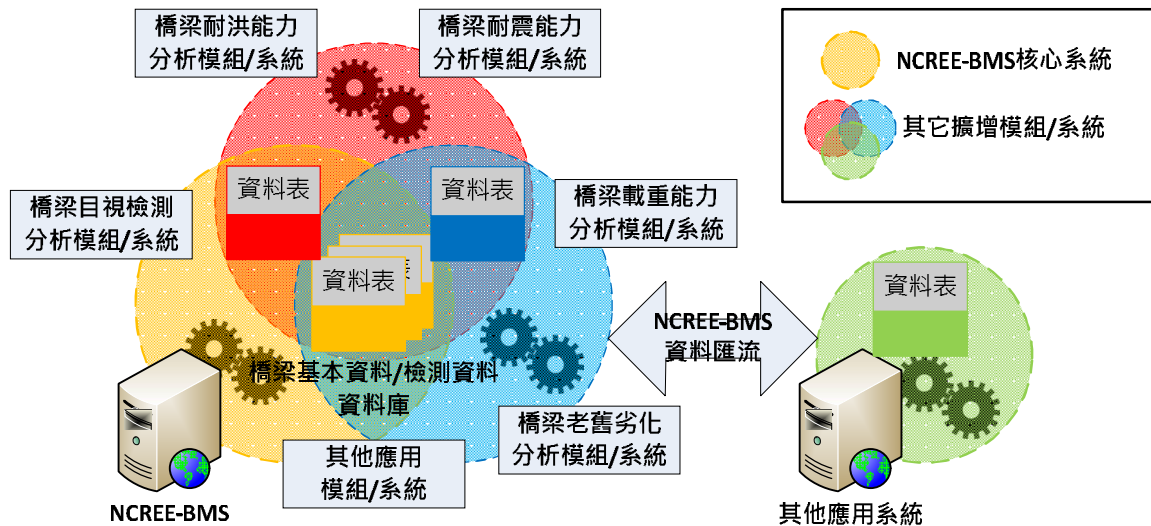 橋梁耐洪能力
分析模組/系統
橋梁耐震能力
分析模組/系統
NCREE-BMS核心系統
其它擴增模組/系統
資料表
資料表
橋梁目視檢測
分析模組/系統
橋梁載重能力
分析模組/系統
表
資料表
資料表
NCREE-BMS
資料匯流
橋梁基本資料/檢測資料
資料庫
橋梁老舊劣化
分析模組/系統
其他應用
模組/系統
NCREE-BMS
其他應用系統